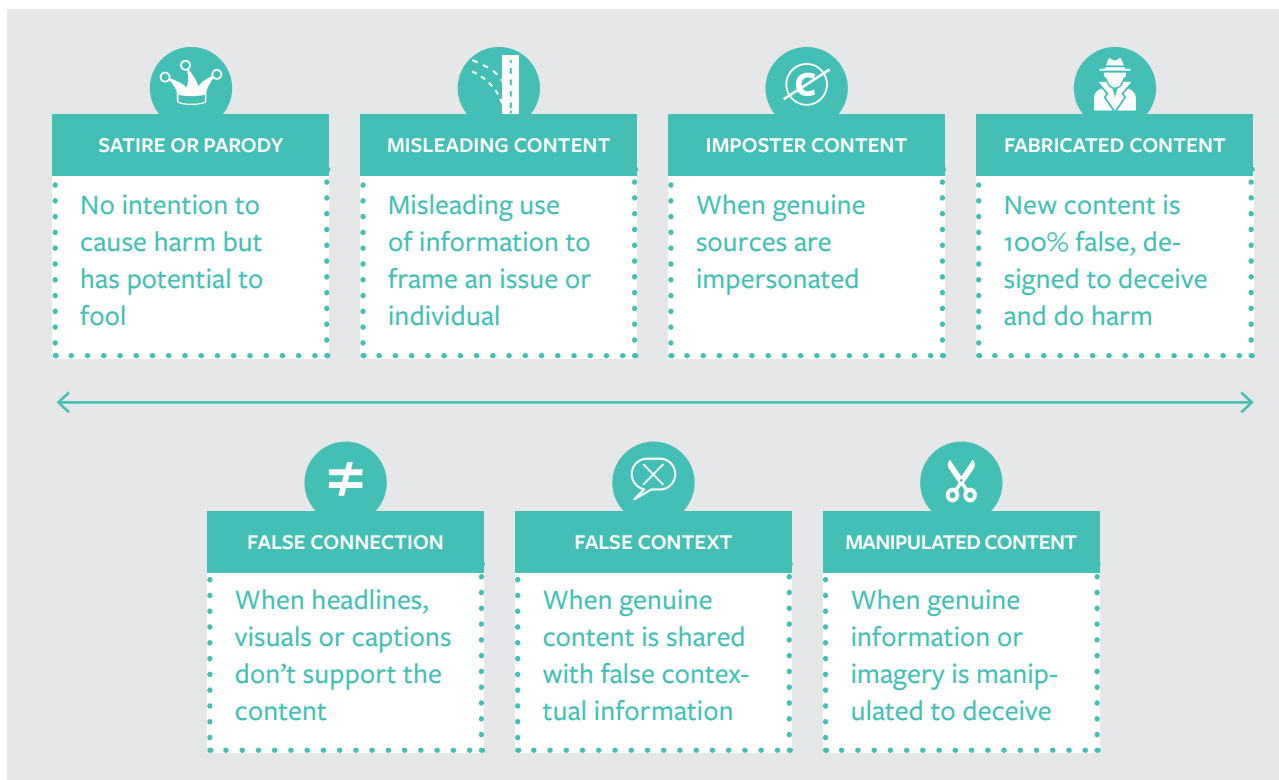 SATIRE OR PARODY
No intention to
cause harm but
has potential to
fool
MISLEADING CONTENT
Misleading use
of information to
frame an issue or
individual
IMPOSTER CONTENT
When genuine
sources are
impersonated
FABRICATED CONTENT
New content is
100% false, de-
signed to deceive
and do harm
FALSE CONNECTION
When headlines,
visuals or captions
don’t support the
content
FALSE CONTEXT
When genuine
content is shared
with false contex-
tual information
MANIPULATED CONTENT
When genuine
information or
imagery is manip-
ulated to deceive